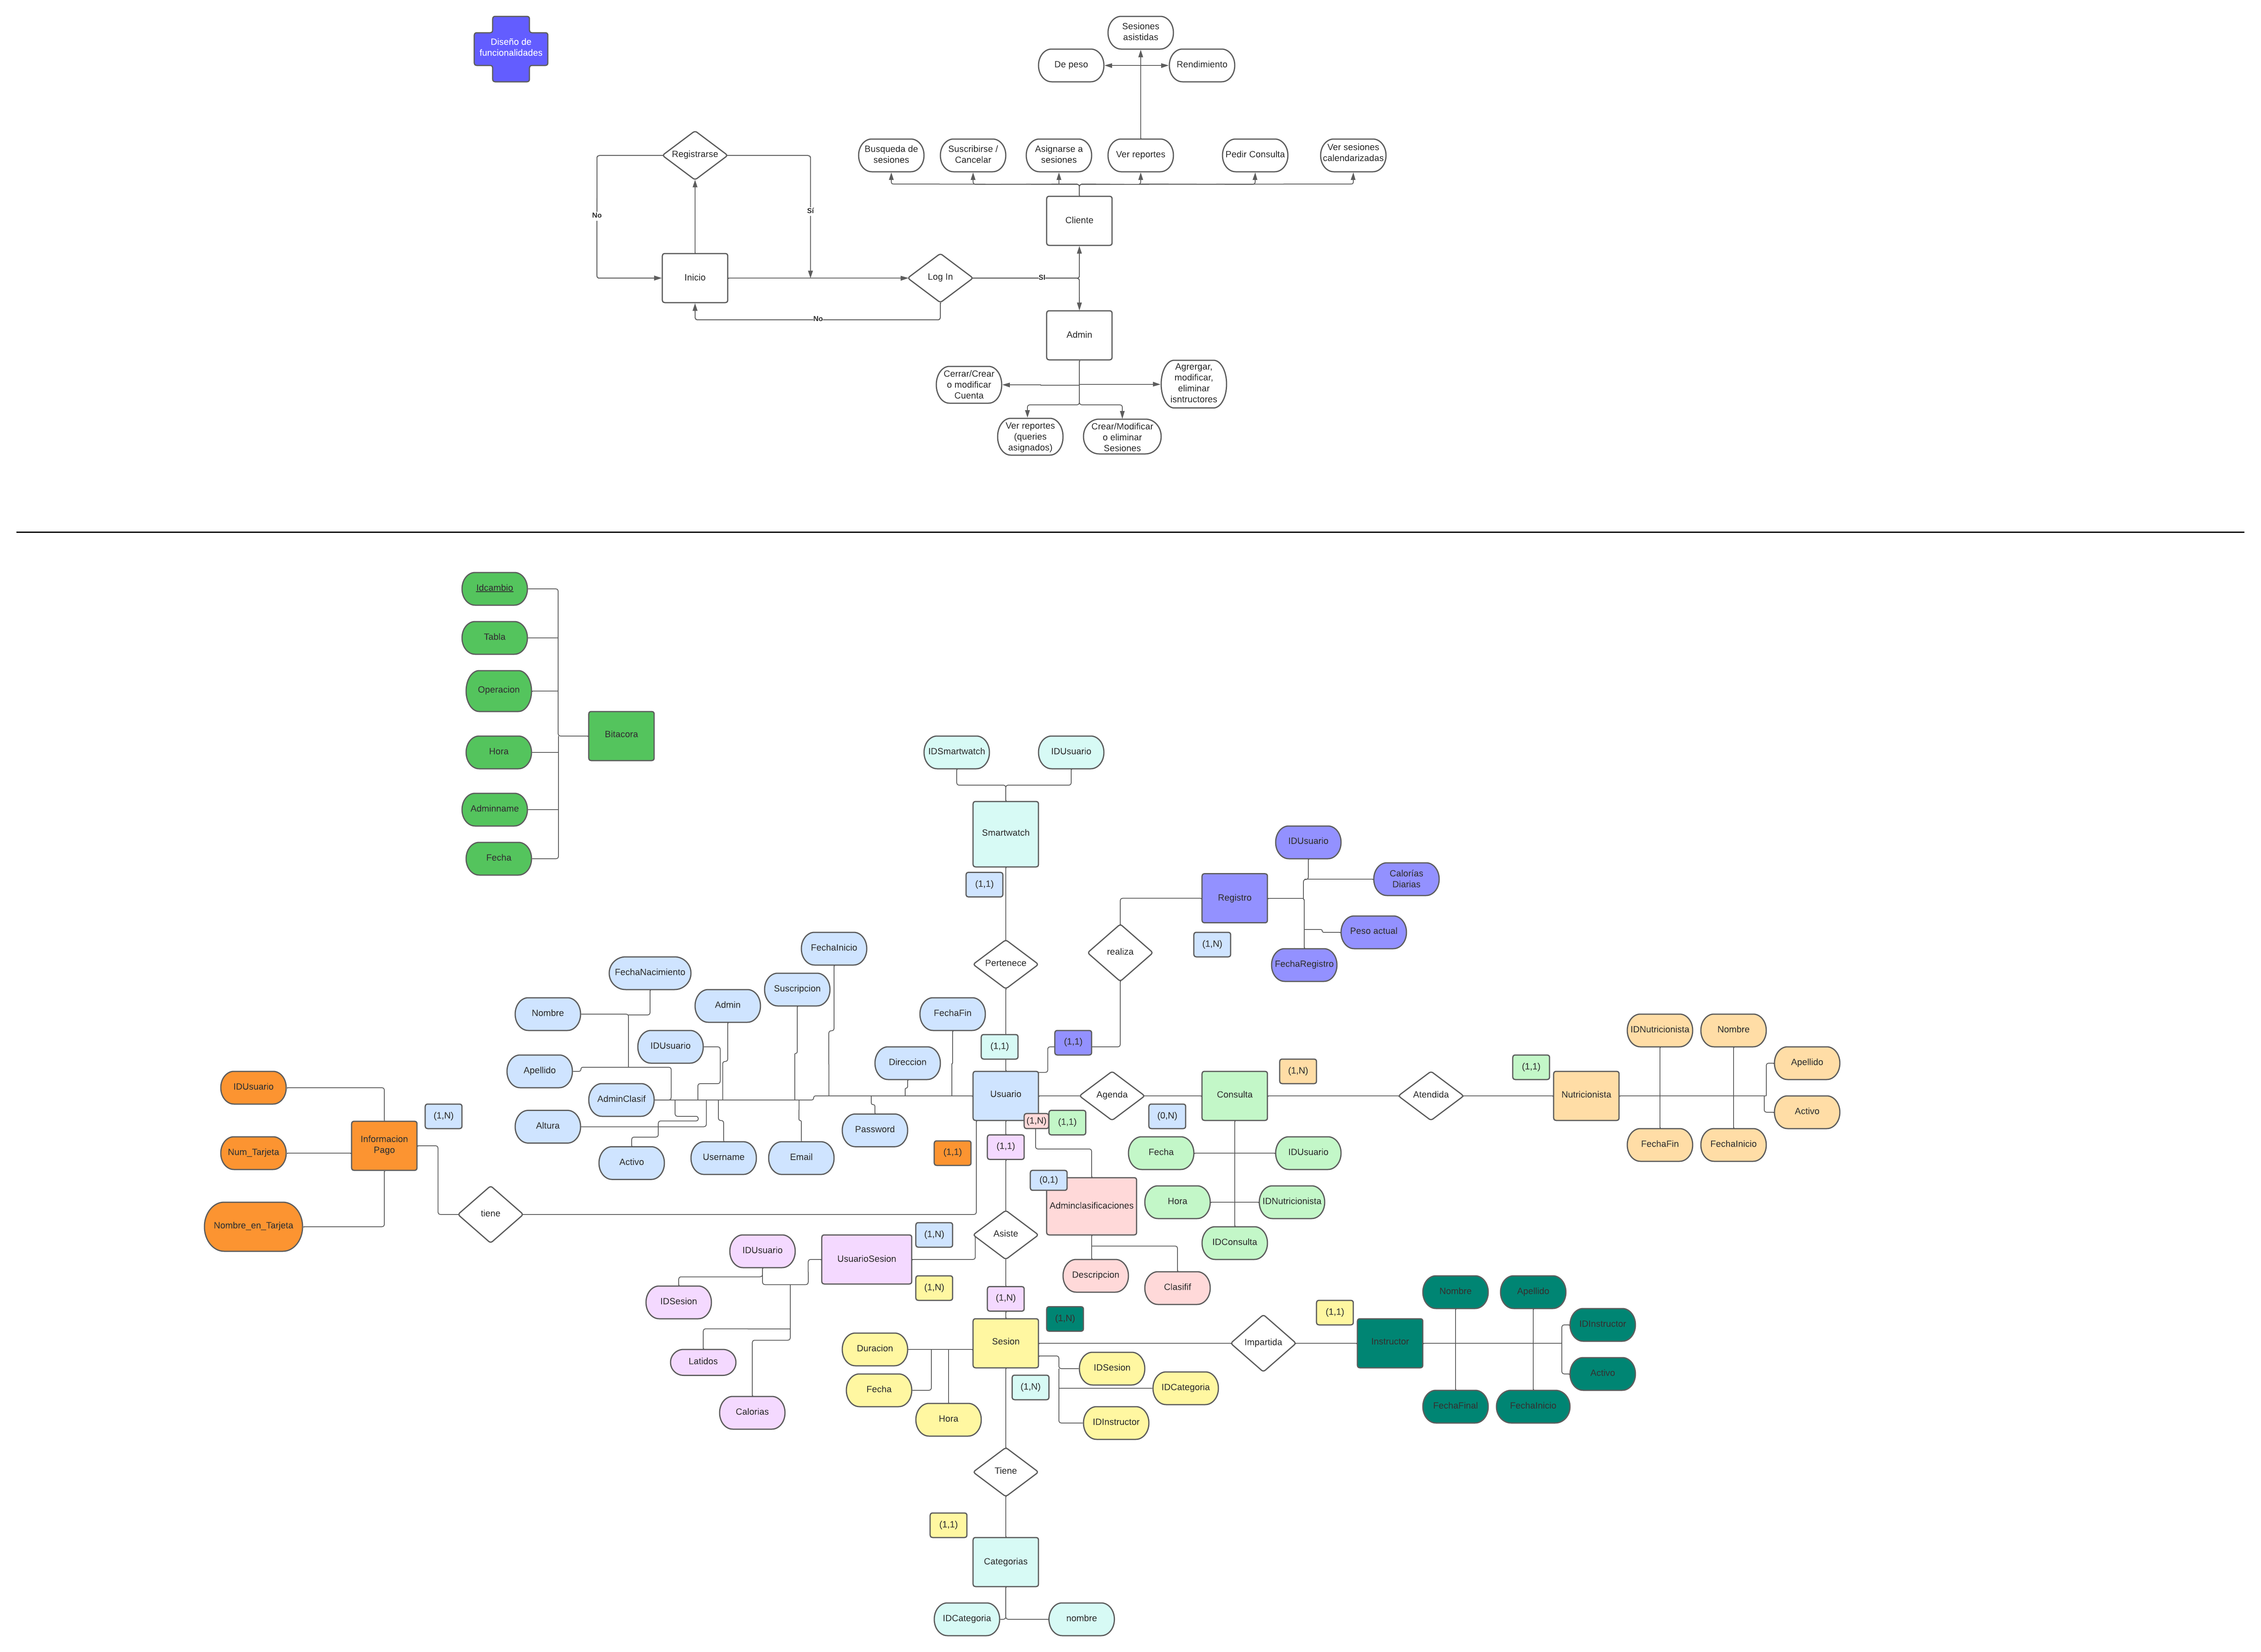 Diseño de
funcionalidades
Sesiones
asistidas
De peso
Rendimiento
Registrarse
Busqueda de
sesiones
Suscribirse /
Cancelar
Asignarse a
sesiones
Ver reportes
Pedir Consulta
Ver sesiones
calendarizadas
No
Sí
Cliente
Inicio
Log In
SI
No
Admin
Cerrar/Crear
o modificar
Cuenta
Agrergar,
modificar,
eliminar
isntructores
Ver reportes
(queries
asignados)
Crear/Modificar
o eliminar
Sesiones
Idcambio
Tabla
Operacion
Bitacora
Hora
Adminname
Fecha
IDSmartwatch
IDUsuario
Smartwatch
(1,1)
IDUsuario
Calorías
Diarias
Registro
Peso actual
(1,N)
FechaRegistro
realiza
Pertenece
FechaInicio
FechaNacimiento
Suscripcion
Admin
Nombre
FechaFin
IDUsuario
(1,1)
(1,1)
Direccion
Apellido
AdminClasif
Altura
Activo
Username
Email
Password
Usuario
Agenda
(0,N)
Consulta
(1,N)
Atendida
(1,1)
Nutricionista
IDNutricionista
Nombre
Apellido
Activo
FechaFin
FechaInicio
IDUsuario
Num_Tarjeta
Nombre_en_Tarjeta
Informacion
Pago
(1,N)
tiene
(1,1)
(1,1)
(1,N)
(1,1)
(0,1)
Adminclasificaciones
Descripcion
Clasifif
Fecha
IDUsuario
Hora
IDNutricionista
IDConsulta
Asiste
IDUsuario
UsuarioSesion
(1,N)
(1,N)
IDSesion
Latidos
Calorias
(1,N)
(1,N)
Sesion
Duracion
Fecha
Hora
(1,N)
IDSesion
IDCategoria
IDInstructor
Impartida
(1,1)
Instructor
Nombre
Apellido
IDInstructor
Activo
FechaFinal
FechaInicio
Tiene
(1,1)
Categorias
IDCategoria
nombre